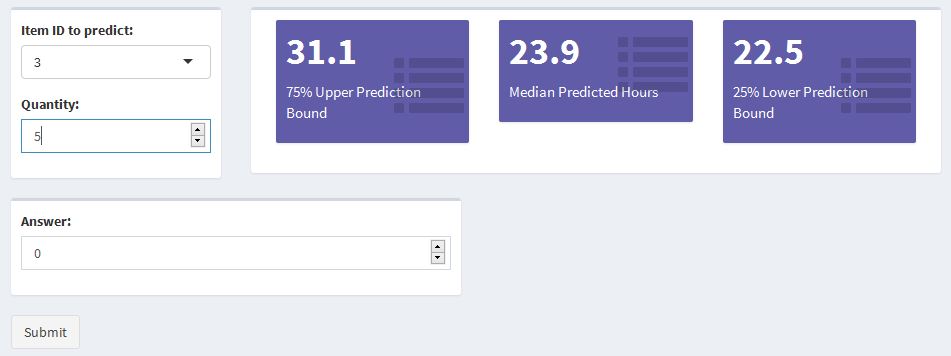 Item ID to predict:
3
Quantity:
5
31.1
75% Upper Prediction
Bound
23.9
Median Predicted Hours
22.5
25% Lower Prediction
Bound
Answer:
0
Submit